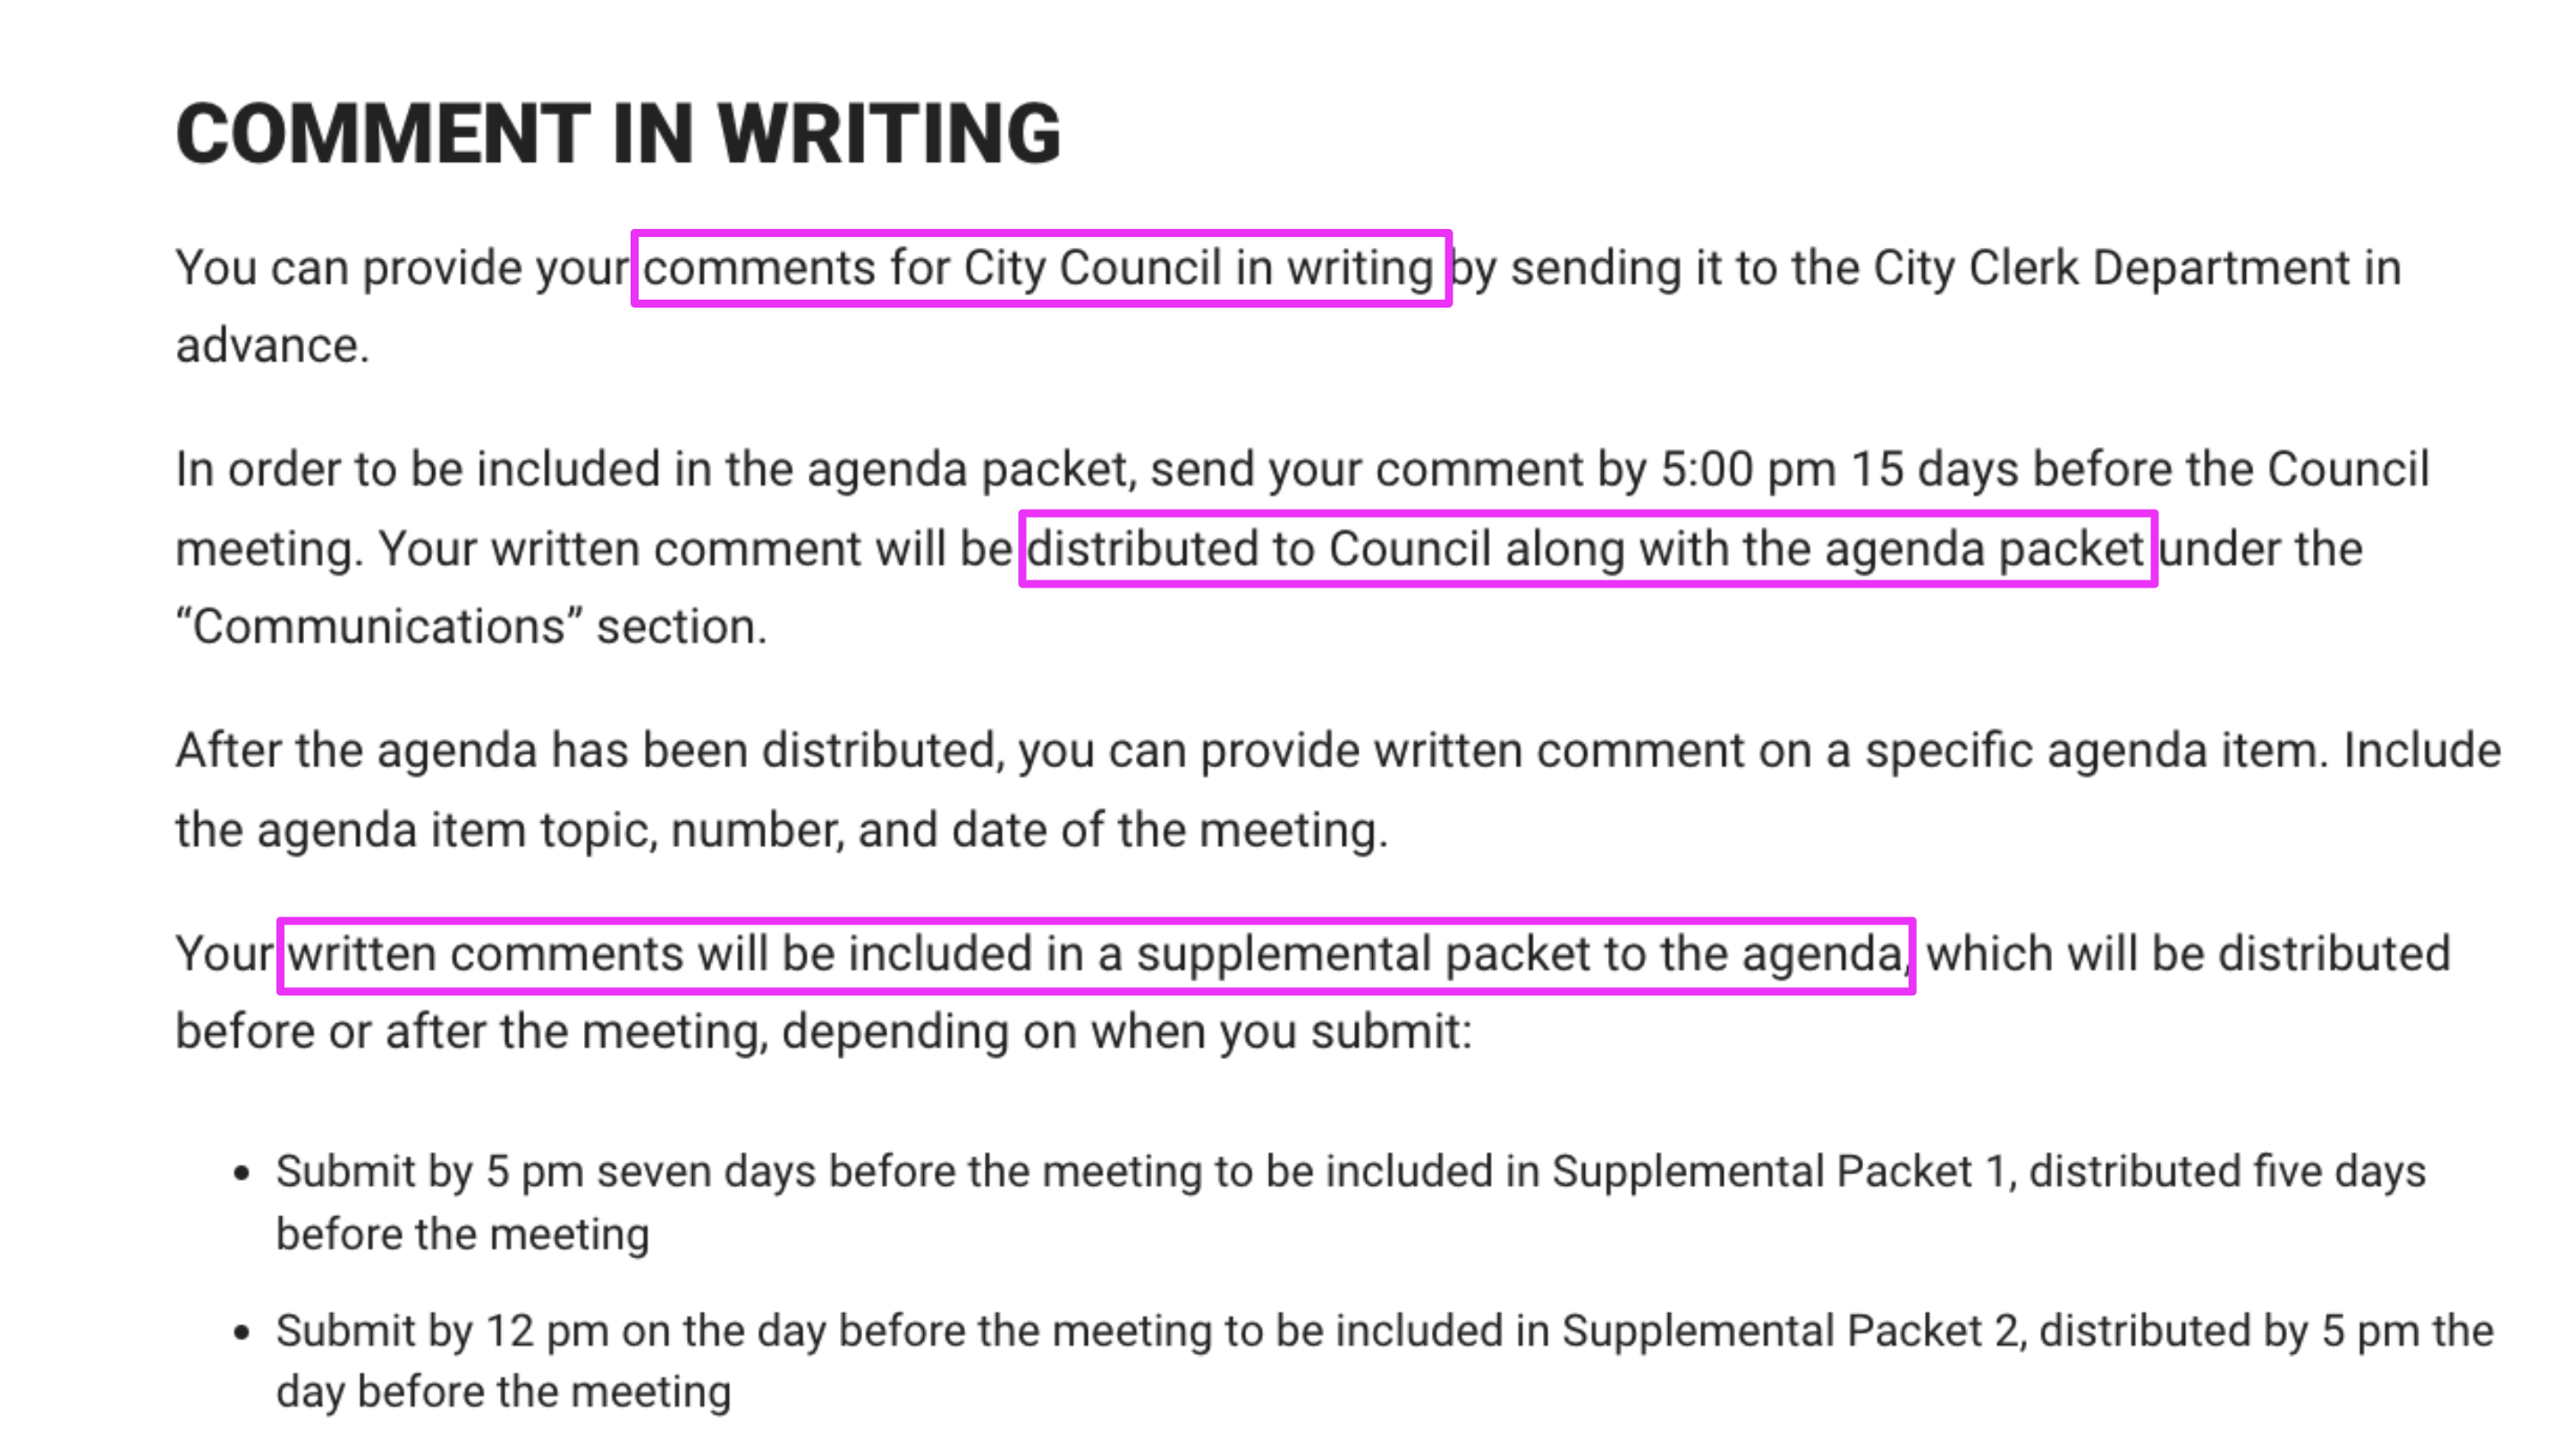 COMMENT IN WRITING
You can provide your comments for City Council in writing by sending it to the City Clerk Department in
advance.
In order to be included in the agenda packet, send your comment by 5:00 pm 15 days before the Council
meeting. Your written comment will be distributed to Council along with the agenda packet under the
“Communications” section.
After the agenda has been distributed, you can provide written comment on a specific agenda item. Include
the agenda item topic, number, and date of the meeting.
Your written comments will be included in a supplemental packet to the agenda, which will be distributed
before or after the meeting, depending on when you submit:
• Submit by 5 pm seven days before the meeting to be included in Supplemental Packet 1, distributed five days
before the meeting
• Submit by 12 pm on the day before the meeting to be included in Supplemental Packet 2, distributed by 5 pm the
day before the meeting